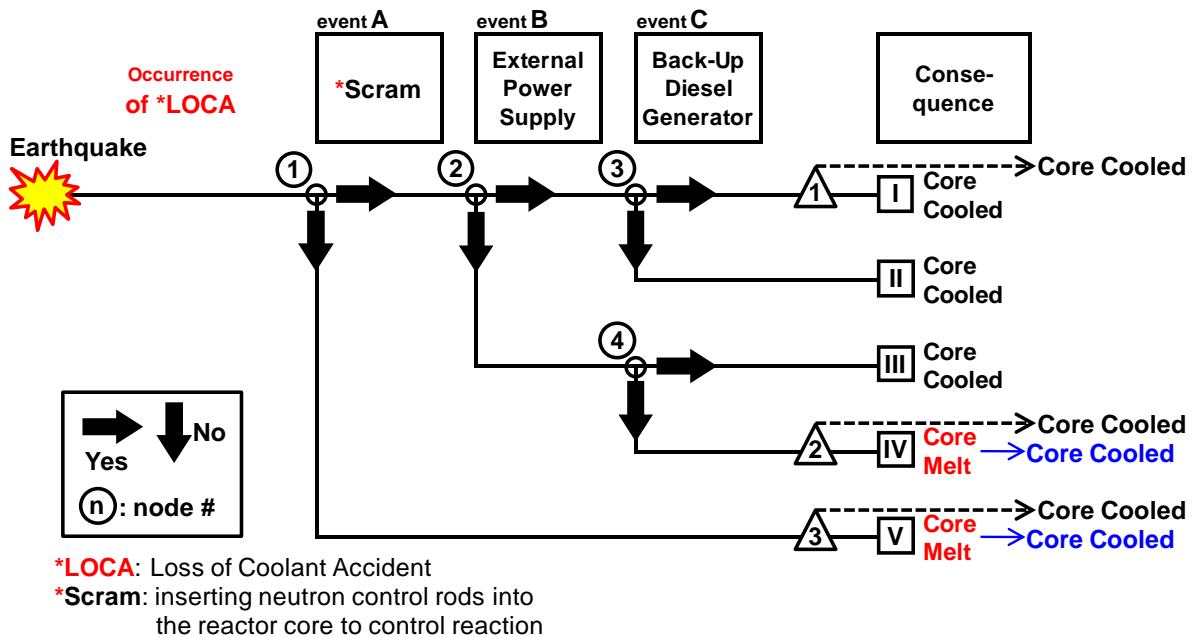 event A
event B
event C
Occurrence
of *LOCA
*Scram
External
Power
Supply
Back-Up
Diesel
Generator
Conse-
quence
Earthquake
1
2
3
1
Core Cooled
I
Core
Cooled
II
Core
Cooled
4
III
Core
Cooled
2
Core Cooled
IV
Core
Melt
Core Cooled
3
Core Cooled
V
Core
Melt
Core Cooled
Yes
No
n : node #
*LOCA: Loss of Coolant Accident
*Scram: inserting neutron control rods into
the reactor core to control reaction